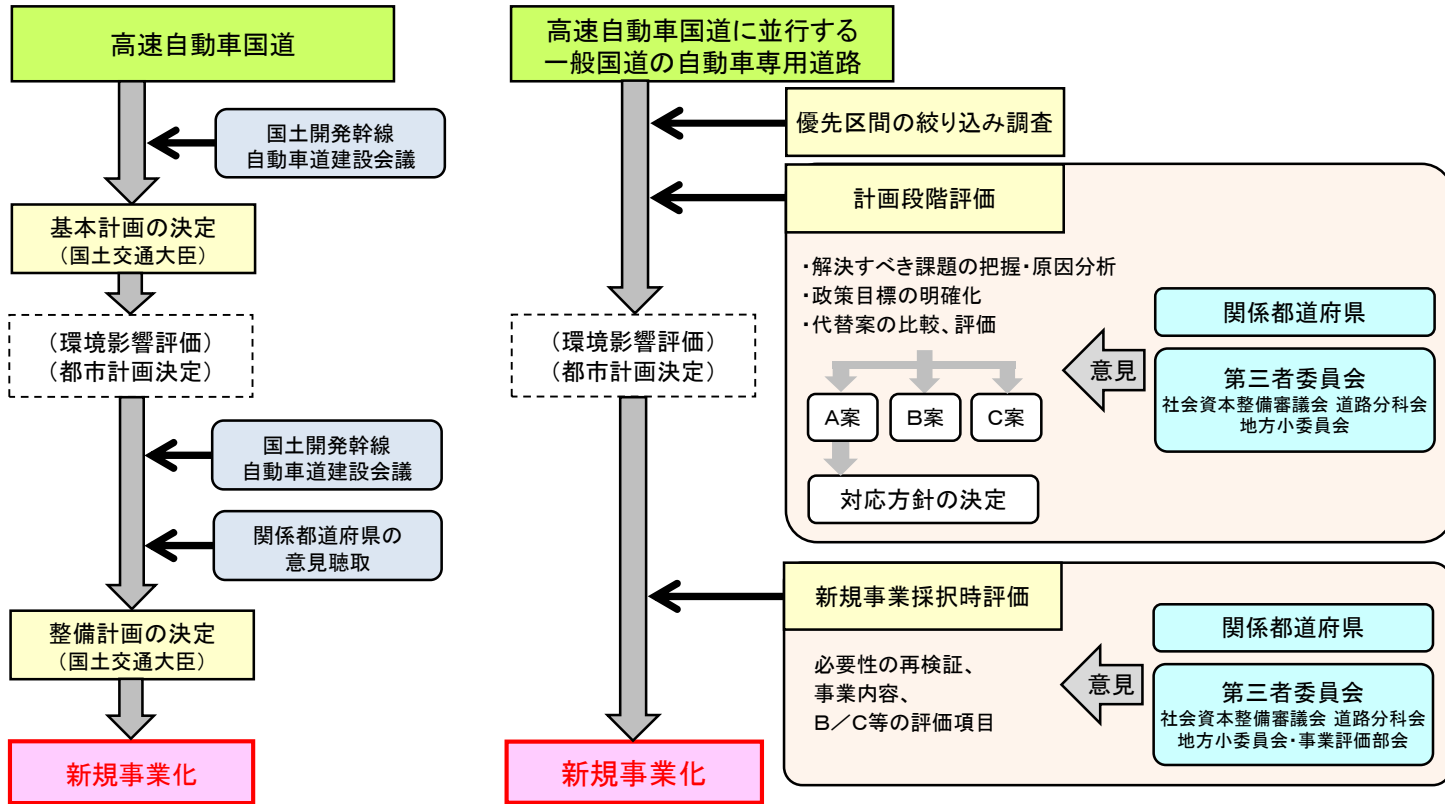 高速自動車国道
国土開発幹線
自動車道建設会議
基本計画の決定
（国土交通大臣）
（環境影響評価）
（都市計画決定）
国土開発幹線
自動車道建設会議
関係都道府県の
意見聴取
整備計画の決定
（国土交通大臣）
新規事業化
高速自動車国道に並行する
一般国道の自動車専用道路
優先区間の絞り込み調査
計画段階評価
・解決すべき課題の把握・原因分析
・政策目標の明確化
・代替案の比較、評価
A案
B案
C案
対応方針の決定
意見
関係都道府県
第三者委員会
社会資本整備審議会 道路分科会
地方小委員会
（環境影響評価）
（都市計画決定）
新規事業採択時評価
必要性の再検証、
事業内容、
B／C等の評価項目
意見
関係都道府県
第三者委員会
社会資本整備審議会 道路分科会
地方小委員会・事業評価部会
新規事業化